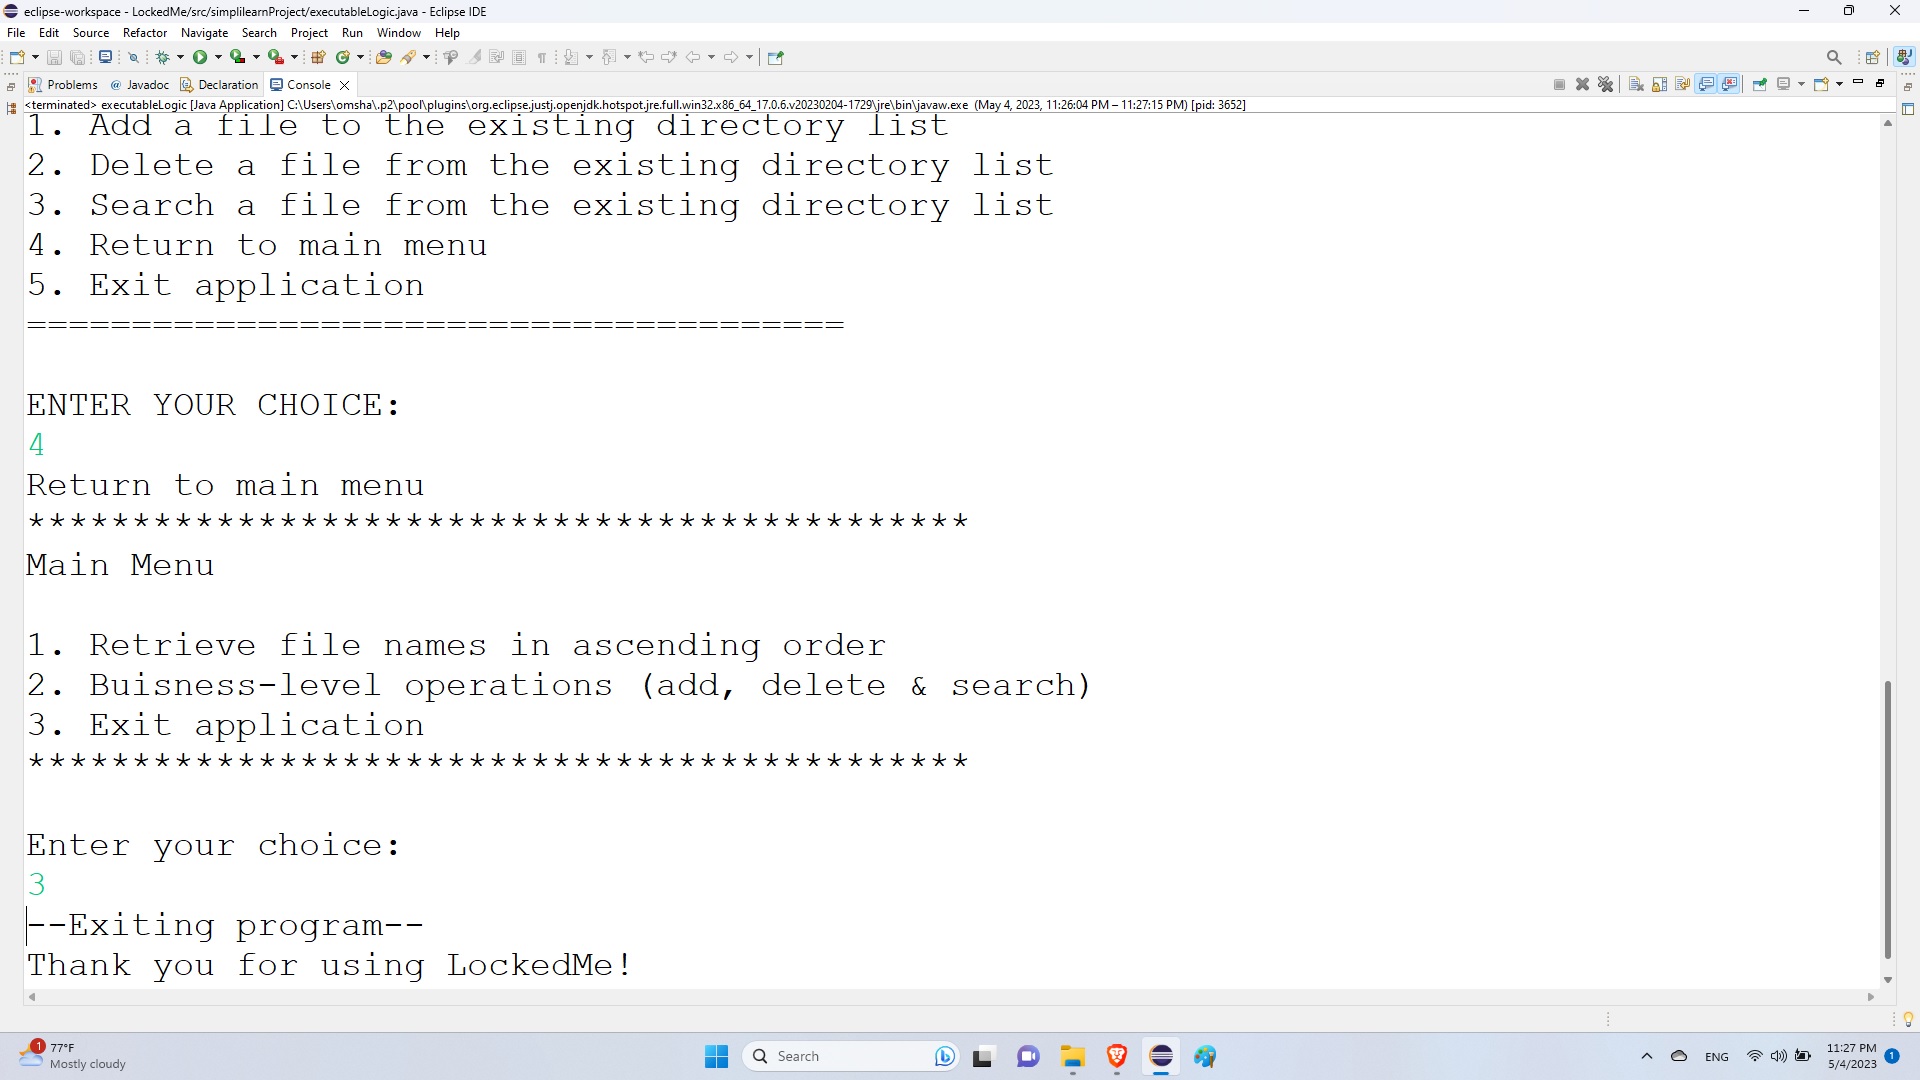 eclipse-workspace - LockedMe/src/simplilearnProject/executableLogic.java - Eclipse IDE
File Edit Source Refactor Navigate Search Project Run Window Help
Problems @ Javadoc Declaration Console
<terminated> executableLogic [Java Application] C:\Users\omsha\.p2\pool\plugins\org.eclipse.justj.openjdk.hotspot.jre.full.win32.x86_64_17.0.6.v20230204-1729\jre\bin\javaw.exe (May 4, 2023, 11:26:04 PM – 11:27:15 PM) [pid: 3652]
1. Add a file to the existing directory list
2. Delete a file from the existing directory list
3. Search a file from the existing directory list
4. Return to main menu
5. Exit application
=======================================
ENTER YOUR CHOICE:
4
Return to main menu
*********************************************
Main Menu
1. Retrieve file names in ascending order
2. Buisness-level operations (add, delete & search)
3. Exit application
*********************************************
Enter your choice:
3
--Exiting program--
Thank you for using LockedMe!
1
77°F
Mostly cloudy
Search
ENG
11:27 PM
5/4/2023
1